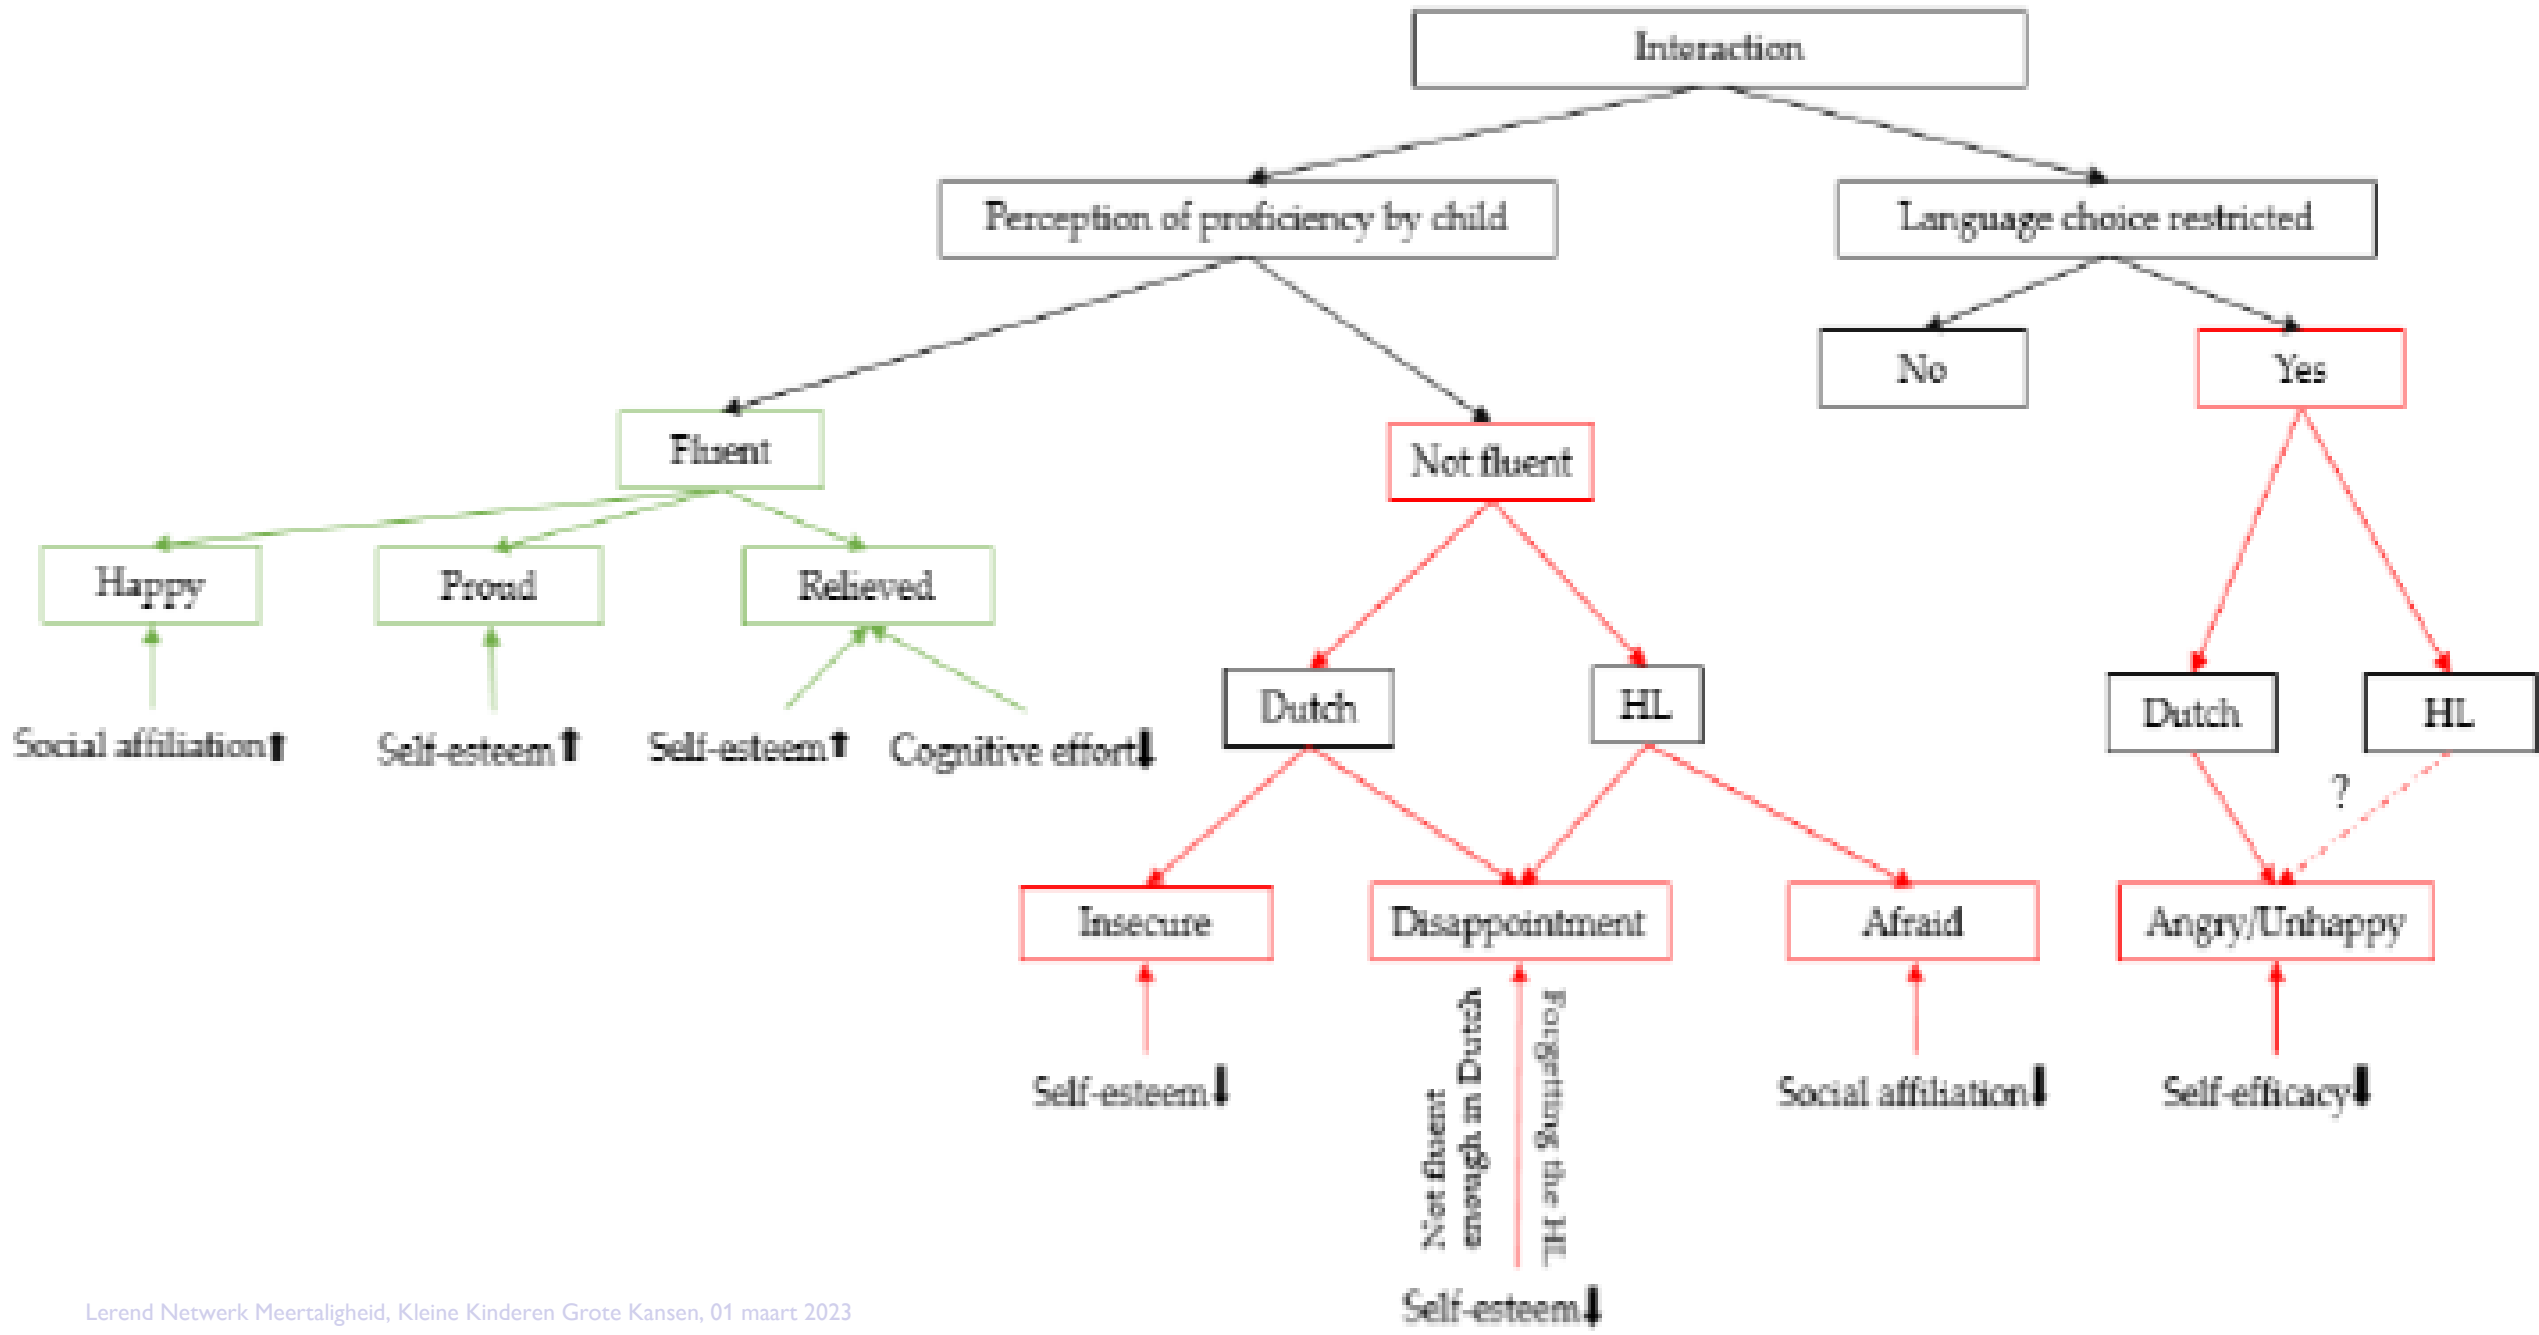 Interaction
Perception of proficiency by child
Language choice restricted
No
Yes
Fluent
Not fluent
Happy
Proud
Relieved
Dutch
HL
Dutch
HL
Social affiliation⬆
Self-esteem⬆
Self-esteem⬆
Cognitive effort⬇
?
Insecure
Disappointment
Afraid
Angry/Unhappy
Not fluent
enough in Dutch
Forgetting the HL
Self-esteem⬇
Social affiliation⬇
Self-efficacy⬇
Self-esteem⬇
Lerend Netwerk Meertaligheid, Kleine Kinderen Grote Kansen, 01 maart 2023